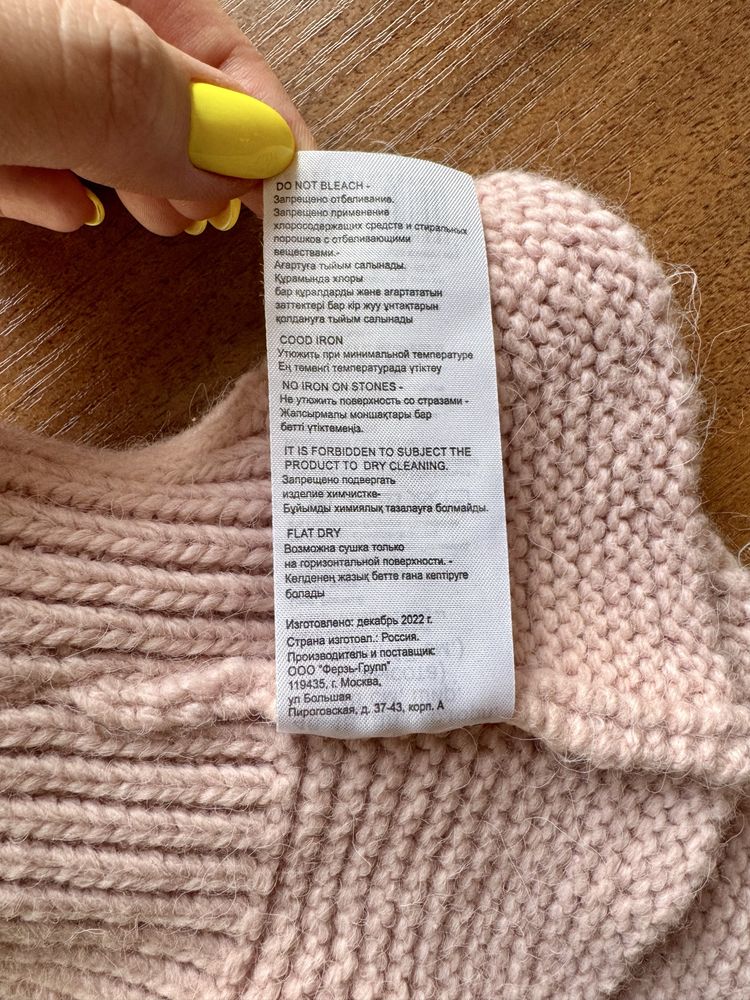 DO NOT BLEACH -
Запрещено отбеливание.
Запрещено применение
хлоросодержащих средств и стиральных
порошков с отбеливающими
веществами.-
Ағартуға тыйым салынады.
Құрамында хлоры
бар құралдарды және ағартататын
заттектері бар кір жуу ұнтақтарын
қолдануға тыйым салынады
COOD IRON
Утюжить при минимальной температуре
Ең төменгі температурада үтіктеу
NO IRON ON STONES -
Не утюжить поверхность со стразами -
Жапсырмалы моншақтары бар
бетті үтіктемеңіз.
IT IS FORBIDDEN TO SUBJECT THE
PRODUCT TO DRY CLEANING.
Запрещено подвергать
изделие химчистке-
Бұйымды химиялық тазалауға болмайды.
FLAT DRY
Возможна сушка только
на горизонтальной поверхности. -
Көлденең жазық бетте ғана кептіруге
болады
Изготовлено: декабрь 2022 г.
Страна изготовл.: Россия.
Производитель и поставщик:
ООО "Ферзь-Групп"
119435, г. Москва,
ул Большая
Пироговская, д. 37-43, корп. А